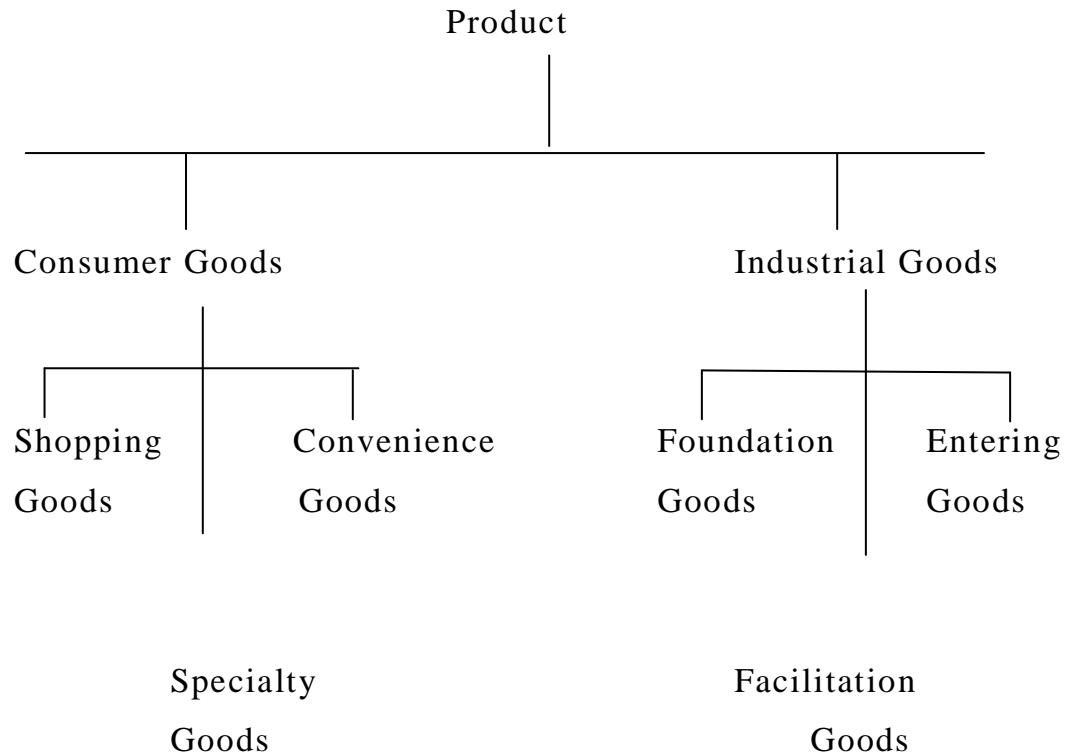 Product
Consumer Goods Industrial Goods
Shopping Convenience Foundation Entering
Goods Goods Goods Goods
Specialty Facilitation
Goods Goods